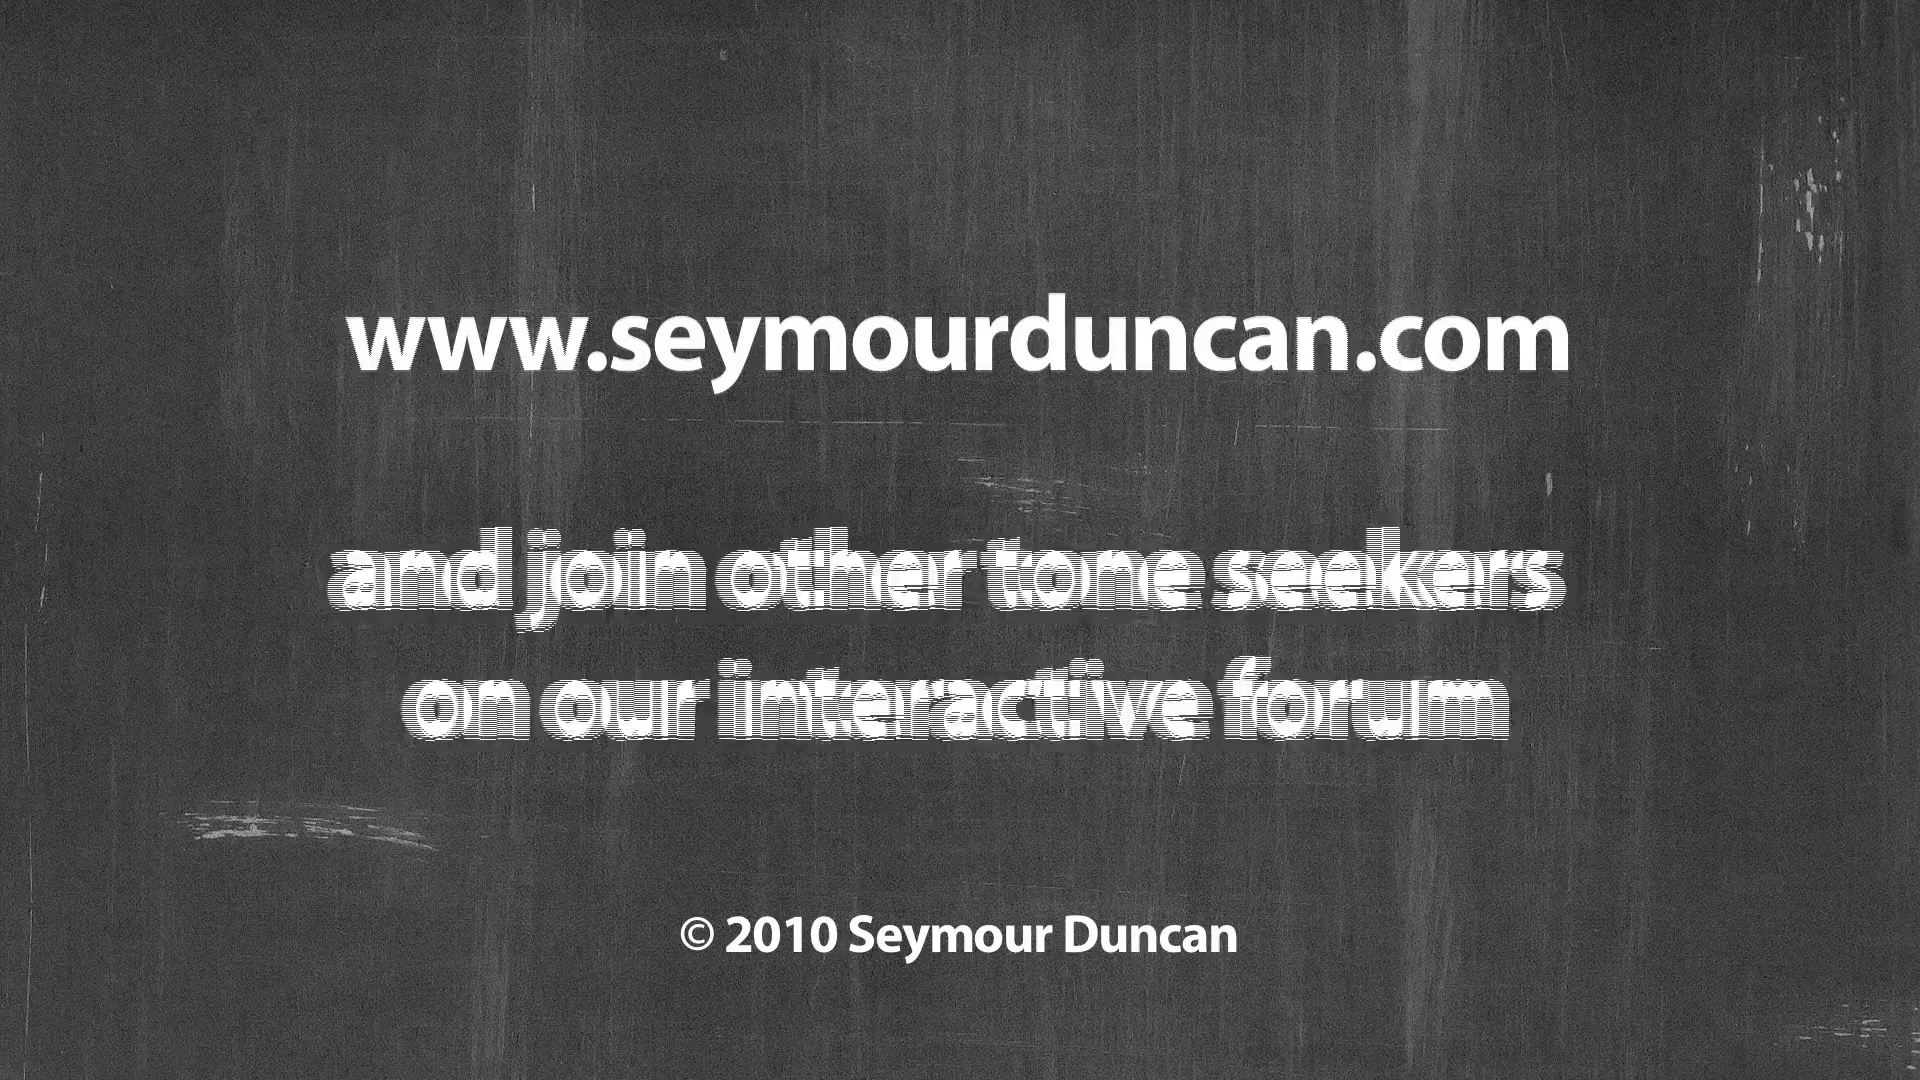 www.seymourduncan.com
and join other tone seekers
on our interactive forum
© 2010 Seymour Duncan